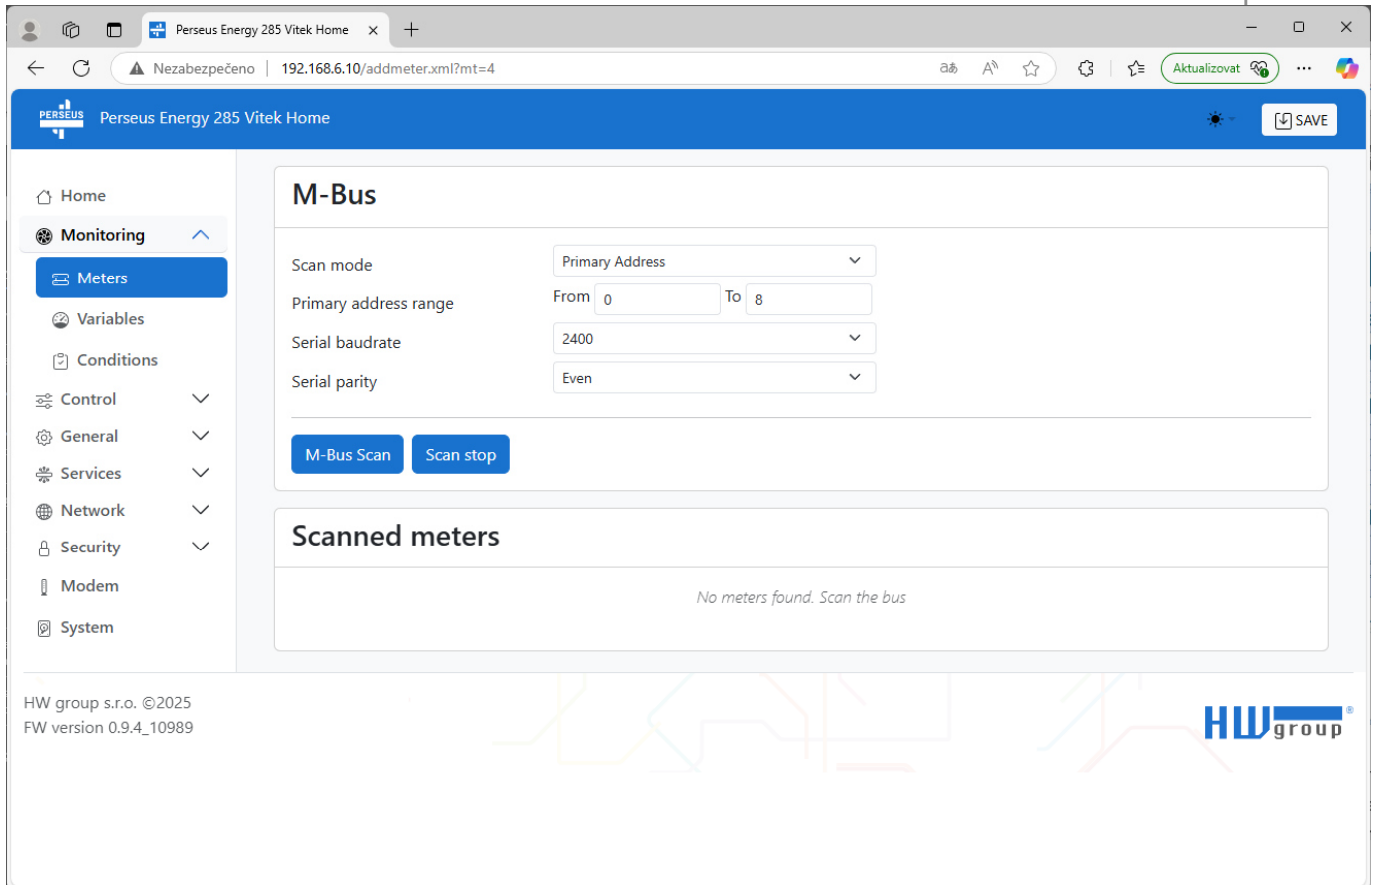 Perseus Energy 285 Vitek Home
Nezabezpečeno | 192.168.6.10/addmeter.xml?mt=4
aあ
A
Aktualizovat
PERSEUS
Perseus Energy 285 Vitek Home
SAVE
Home
Monitoring
Meters
Variables
Conditions
Control
General
Services
Network
Security
Modem
System
M-Bus
Scan mode
Primary Address
Primary address range
From 0 To 8
Serial baudrate
2400
Serial parity
Even
M-Bus Scan
Scan stop
Scanned meters
No meters found. Scan the bus
HW group s.r.o. ©2025
FW version 0.9.4_10989
HW group ®